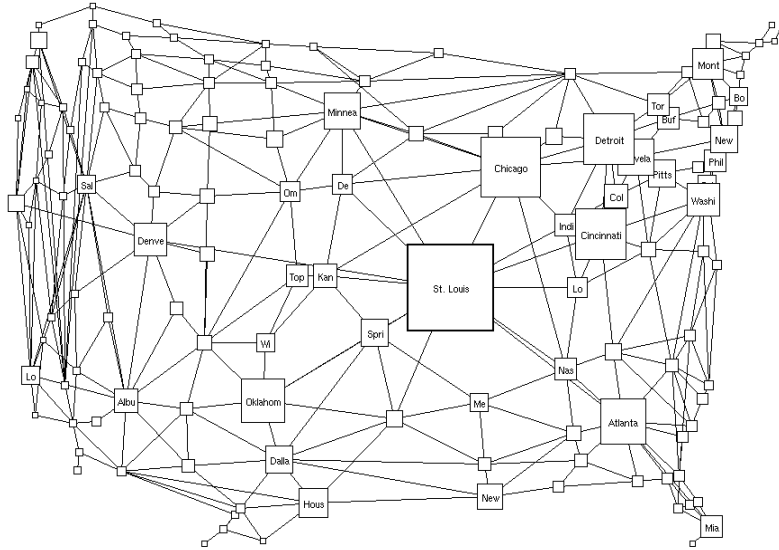 Mont
Bo
Tor
Buf
Minnea
Detroit
New
vela
Phil
Chicago
Pitts
Sal
Om
De
Col
Washi
Indi
Cincinnati
Denve
Top
Kan
St. Louis
Lo
Spri
Wi
Nas
Lo
Albu
Oklahom
Me
Atlanta
Dalla
Hous
New
Mia